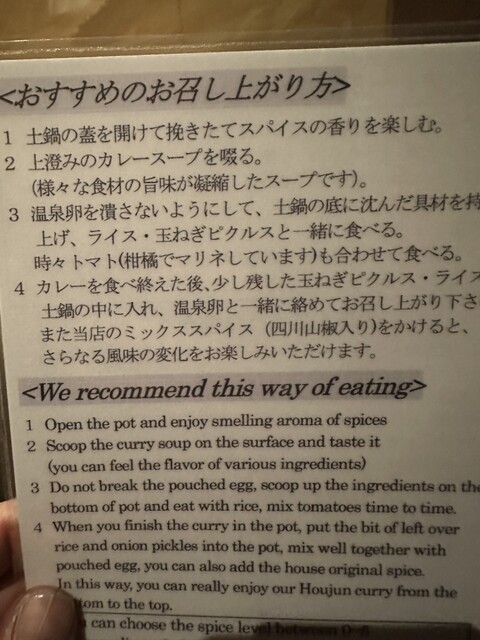 <おすすめのお召し上がり方>
1 土鍋の蓋を開けて挽きたてスパイスの香りを楽しむ。
2 上澄みのカレースープを啜る。
(様々な食材の旨味が凝縮したスープです)。
3 温泉卵を潰さないようにして、土鍋の底に沈んだ具材を持
上げ、ライス・玉ねぎピクルスと一緒に食べる。
時々トマト(柑橘でマリネしています)も合わせて食べる。
4 カレーを食べ終えた後、少し残した玉ねぎピクルス・ライス
土鍋の中に入れ、温泉卵と一緒に絡めてお召し上がり下さ
また当店のミックススパイス (四川山椒入り)をかけると、
さらなる風味の変化をお楽しみいただけます。
<We recommend this way of eating>
1 Open the pot and enjoy smelling aroma of spices
2 Scoop the curry soup on the surface and taste it
(you can feel the flavor of various ingredients)
3 Do not break the pouched egg, scoop up the ingredients on the
bottom of pot and eat with rice, mix tomatoes time to time.
4 When you finish the curry in the pot, put the bit of left over
rice and onion pickles into the pot, mix well together with
pouched egg, you can also add the house original spice.
In this way, you can really enjoy our Houjun curry from the
to the top.
can choose the spice level between